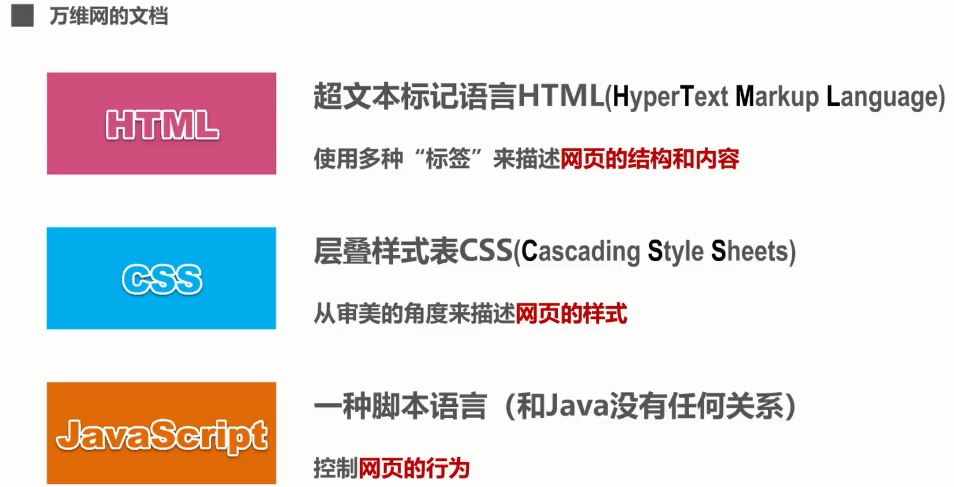 万维网的文档
HTML
超文本标记语言HTML(HyperText Markup Language)
使用多种“标签”来描述网页的结构和内容
CSS
层叠样式表CSS(Cascading Style Sheets)
从审美的角度来描述网页的样式
JavaScript
一种脚本语言（和Java没有任何关系）
控制网页的行为